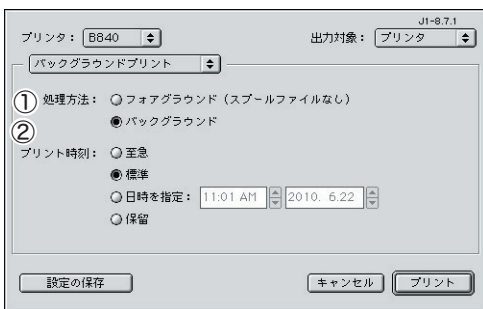 J1-8.7.1
プリンタ： B840 出力対象： プリンタ
バックグラウンドプリント
① 処理方法： フォアグラウンド（スプールファイルなし）
② バックグラウンド
プリント時刻： 至急
標準
日時を指定： 11:01 AM 2010. 6.22
保留
設定の保存 キャンセル プリント